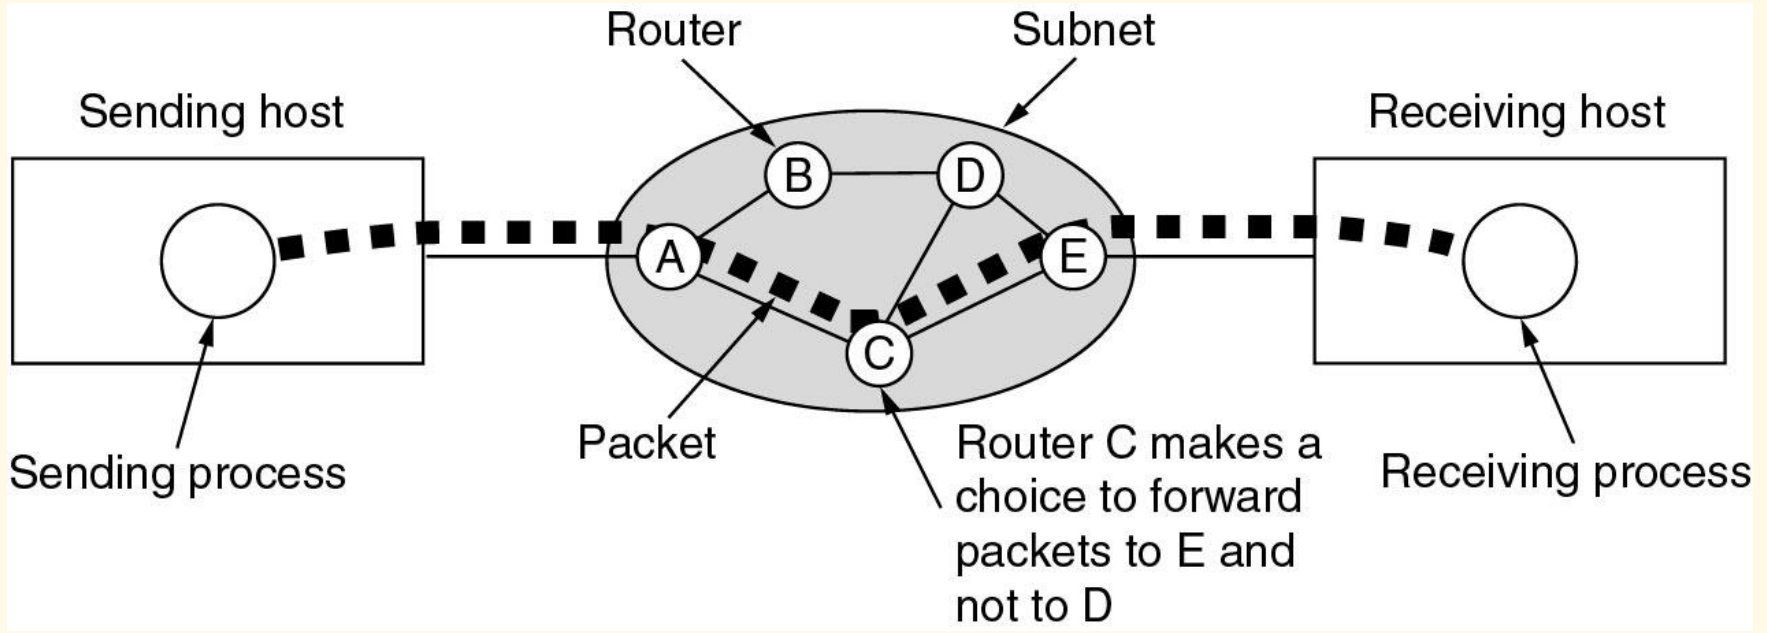 Router
Subnet
Sending host
Receiving host
B
D
A
E
C
Packet
Router C makes a
choice to forward
packets to E and
not to D
Sending process
Receiving process